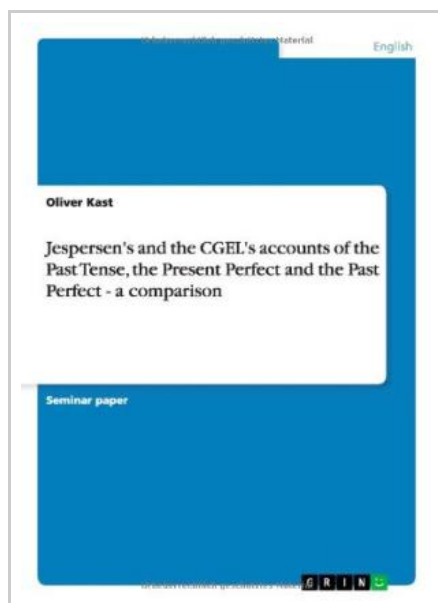 English
Oliver Kast
Jespersen's and the CGEL's accounts of the
Past Tense, the Present Perfect and the Past
Perfect - a comparison
Seminar paper
G R I N